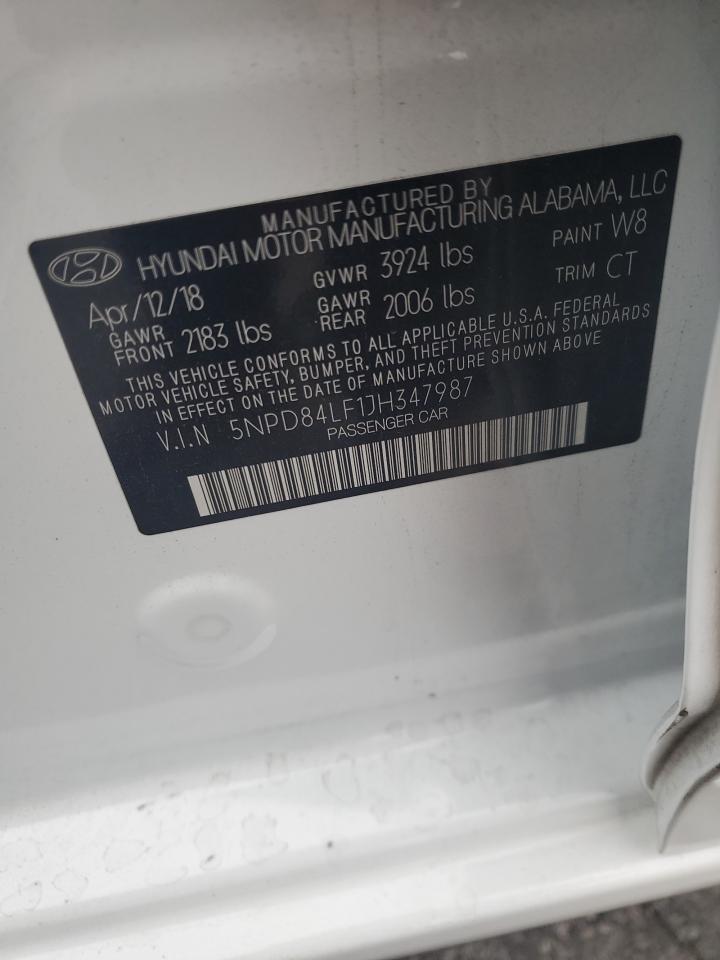 MANUFACTURED BY
HYUNDAI MOTOR MANUFACTURING ALABAMA, LLC
Apr/12/18 GVWR 3924 lbs PAINT W8
GAWR FRONT 2183 lbs GAWR REAR 2006 lbs TRIM CT
THIS VEHICLE CONFORMS TO ALL APPLICABLE U.S.A. FEDERAL
MOTOR VEHICLE SAFETY, BUMPER, AND THEFT PREVENTION STANDARDS
IN EFFECT ON THE DATE OF MANUFACTURE SHOWN ABOVE
V.I.N 5NPD84LF1JH347987
PASSENGER CAR